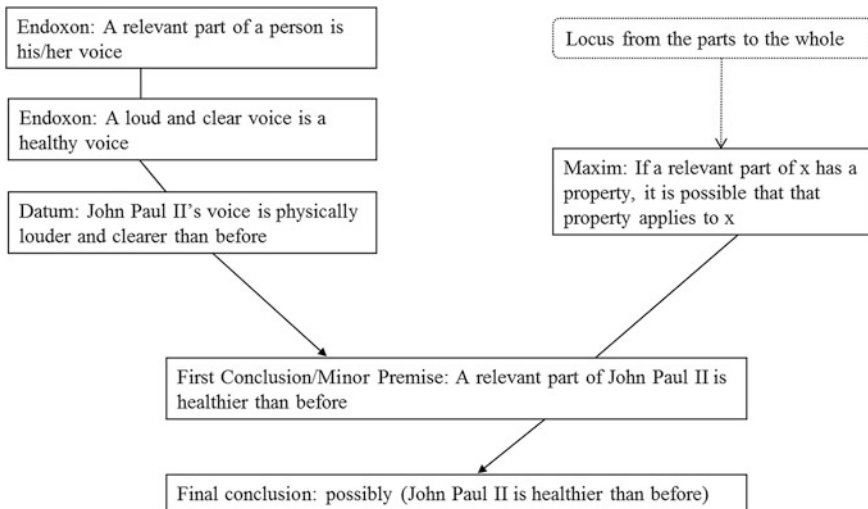 Endoxon: A relevant part of a person is
his/her voice
Locus from the parts to the whole
Endoxon: A loud and clear voice is a
healthy voice
Maxim: If a relevant part of x has a
property, it is possible that that
property applies to x
Datum: John Paul II’s voice is physically
louder and clearer than before
First Conclusion/Minor Premise: A relevant part of John Paul II is
healthier than before
Final conclusion: possibly (John Paul II is healthier than before)